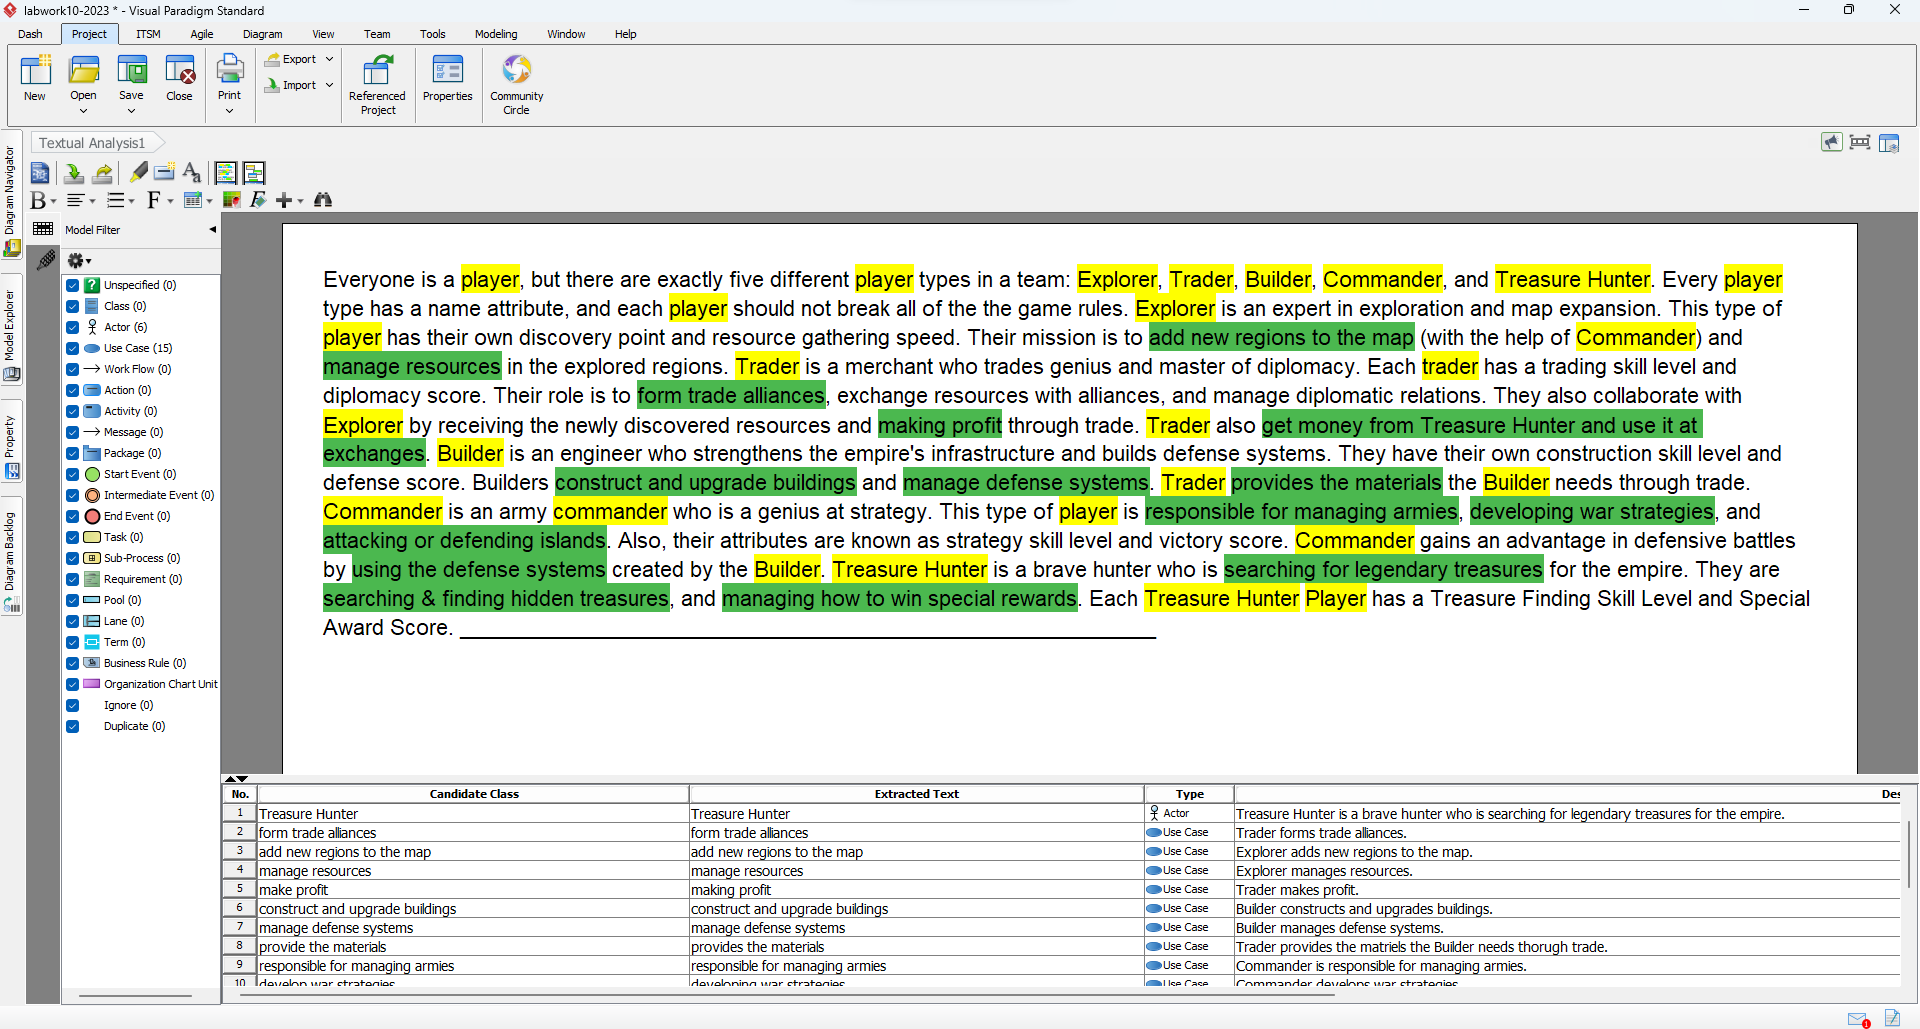 labwork10-2023 * - Visual Paradigm Standard
Dash Project ITSM Agile Diagram View Team Tools Modeling Window Help
New Open Save Close Print Export Import Referenced Project Properties Community Circle
Textual Analysis1
Diagram Navigator
Model Explorer
Property
Diagram Backlog
Model Filter
Unspecified (0)
Class (0)
Actor (6)
Use Case (15)
Work Flow (0)
Action (0)
Activity (0)
Message (0)
Package (0)
Start Event (0)
Intermediate Event (0)
End Event (0)
Task (0)
Sub-Process (0)
Requirement (0)
Pool (0)
Lane (0)
Term (0)
Business Rule (0)
Organization Chart Unit
Ignore (0)
Duplicate (0)
Everyone is a player, but there are exactly five different player types in a team: Explorer, Trader, Builder, Commander, and Treasure Hunter. Every player
type has a name attribute, and each player should not break all of the the game rules. Explorer is an expert in exploration and map expansion. This type of
player has their own discovery point and resource gathering speed. Their mission is to add new regions to the map (with the help of Commander) and
manage resources in the explored regions. Trader is a merchant who trades genius and master of diplomacy. Each trader has a trading skill level and
diplomacy score. Their role is to form trade alliances, exchange resources with alliances, and manage diplomatic relations. They also collaborate with
Explorer by receiving the newly discovered resources and making profit through trade. Trader also get money from Treasure Hunter and use it at
exchanges. Builder is an engineer who strengthens the empire's infrastructure and builds defense systems. They have their own construction skill level and
defense score. Builders construct and upgrade buildings and manage defense systems. Trader provides the materials the Builder needs through trade.
Commander is an army commander who is a genius at strategy. This type of player is responsible for managing armies, developing war strategies, and
attacking or defending islands. Also, their attributes are known as strategy skill level and victory score. Commander gains an advantage in defensive battles
by using the defense systems created by the Builder. Treasure Hunter is a brave hunter who is searching for legendary treasures for the empire. They are
searching & finding hidden treasures, and managing how to win special rewards. Each Treasure Hunter Player has a Treasure Finding Skill Level and Special
Award Score.
No. Candidate Class Extracted Text Type Des
1 Treasure Hunter Treasure Hunter Actor Treasure Hunter is a brave hunter who is searching for legendary treasures for the empire.
2 form trade alliances form trade alliances Use Case Trader forms trade alliances.
3 add new regions to the map add new regions to the map Use Case Explorer adds new regions to the map.
4 manage resources manage resources Use Case Explorer manages resources.
5 make profit making profit Use Case Trader makes profit.
6 construct and upgrade buildings construct and upgrade buildings Use Case Builder constructs and upgrades buildings.
7 manage defense systems manage defense systems Use Case Builder manages defense systems.
8 provide the materials provides the materials Use Case Trader provides the matriels the Builder needs thorugh trade.
9 responsible for managing armies responsible for managing armies Use Case Commander is responsible for managing armies.
10 develop war strategies developing war strategies Use Case Commander develops war strategies.
1